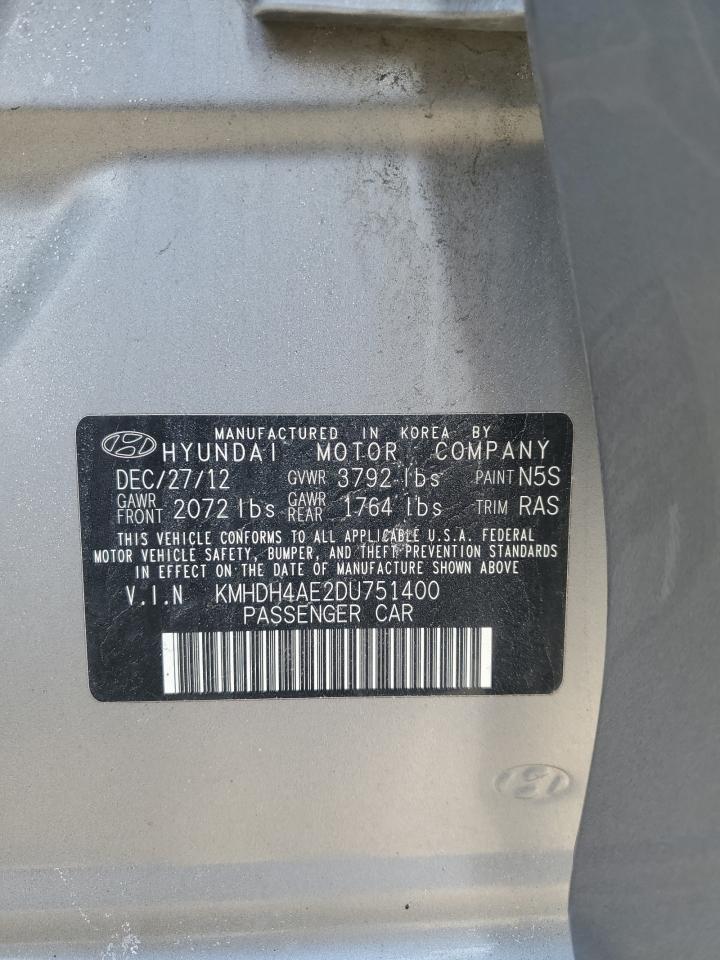 MANUFACTURED IN KOREA BY
HYUNDAI MOTOR COMPANY
DEC/27/12 GVWR 3792 lbs PAINT N5S
GAWR FRONT 2072 lbs GAWR REAR 1764 lbs TRIM RAS
THIS VEHICLE CONFORMS TO ALL APPLICABLE U.S.A. FEDERAL
MOTOR VEHICLE SAFETY, BUMPER, AND THEFT PREVENTION STANDARDS
IN EFFECT ON THE DATE OF MANUFACTURE SHOWN ABOVE
V.I.N KMHDH4AE2DU751400
PASSENGER CAR